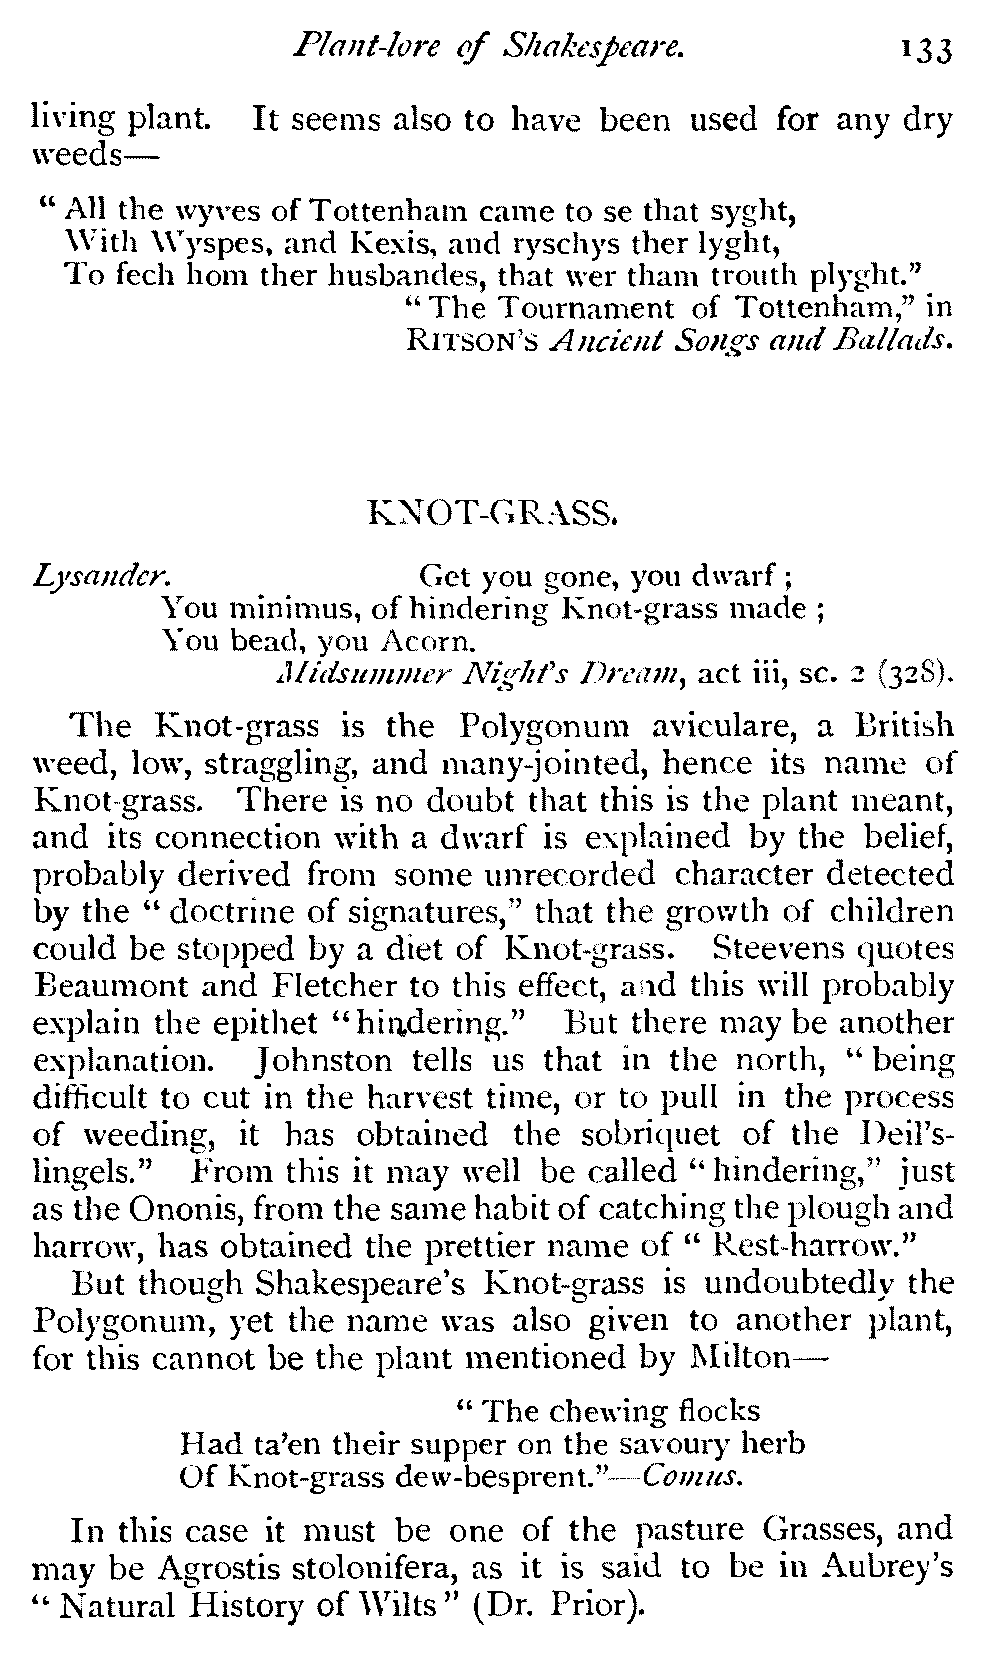 Plant-lore of Shakespeare. 133
living plant. It seems also to have been used for any dry
weeds—
“ All the wyves of Tottenham came to se that syght,
With Wyspes, and Kexis, and ryschys ther lyght,
To fech hom ther husbandes, that wer tham trouth plyght.”
“ The Tournament of Tottenham,” in
RITSON’S Ancient Songs and Ballads.
KNOT-GRASS.
Lysander. Get you gone, you dwarf ;
You minimus, of hindering Knot-grass made ;
You bead, you Acorn.
Midsummer Night’s Dream, act iii, sc. 2 (328).
The Knot-grass is the Polygonum aviculare, a British
weed, low, straggling, and many-jointed, hence its name of
Knot-grass. There is no doubt that this is the plant meant,
and its connection with a dwarf is explained by the belief,
probably derived from some unrecorded character detected
by the “ doctrine of signatures,” that the growth of children
could be stopped by a diet of Knot-grass. Steevens quotes
Beaumont and Fletcher to this effect, and this will probably
explain the epithet “ hindering.” But there may be another
explanation. Johnston tells us that in the north, “ being
difficult to cut in the harvest time, or to pull in the process
of weeding, it has obtained the sobriquet of the Deil’s-
lingels.” From this it may well be called “ hindering,” just
as the Ononis, from the same habit of catching the plough and
harrow, has obtained the prettier name of “ Rest-harrow.”
But though Shakespeare’s Knot-grass is undoubtedly the
Polygonum, yet the name was also given to another plant,
for this cannot be the plant mentioned by Milton—
“ The chewing flocks
Had ta’en their supper on the savoury herb
Of Knot-grass dew-besprent.”—Comus.
In this case it must be one of the pasture Grasses, and
may be Agrostis stolonifera, as it is said to be in Aubrey’s
“ Natural History of Wilts ” (Dr. Prior).